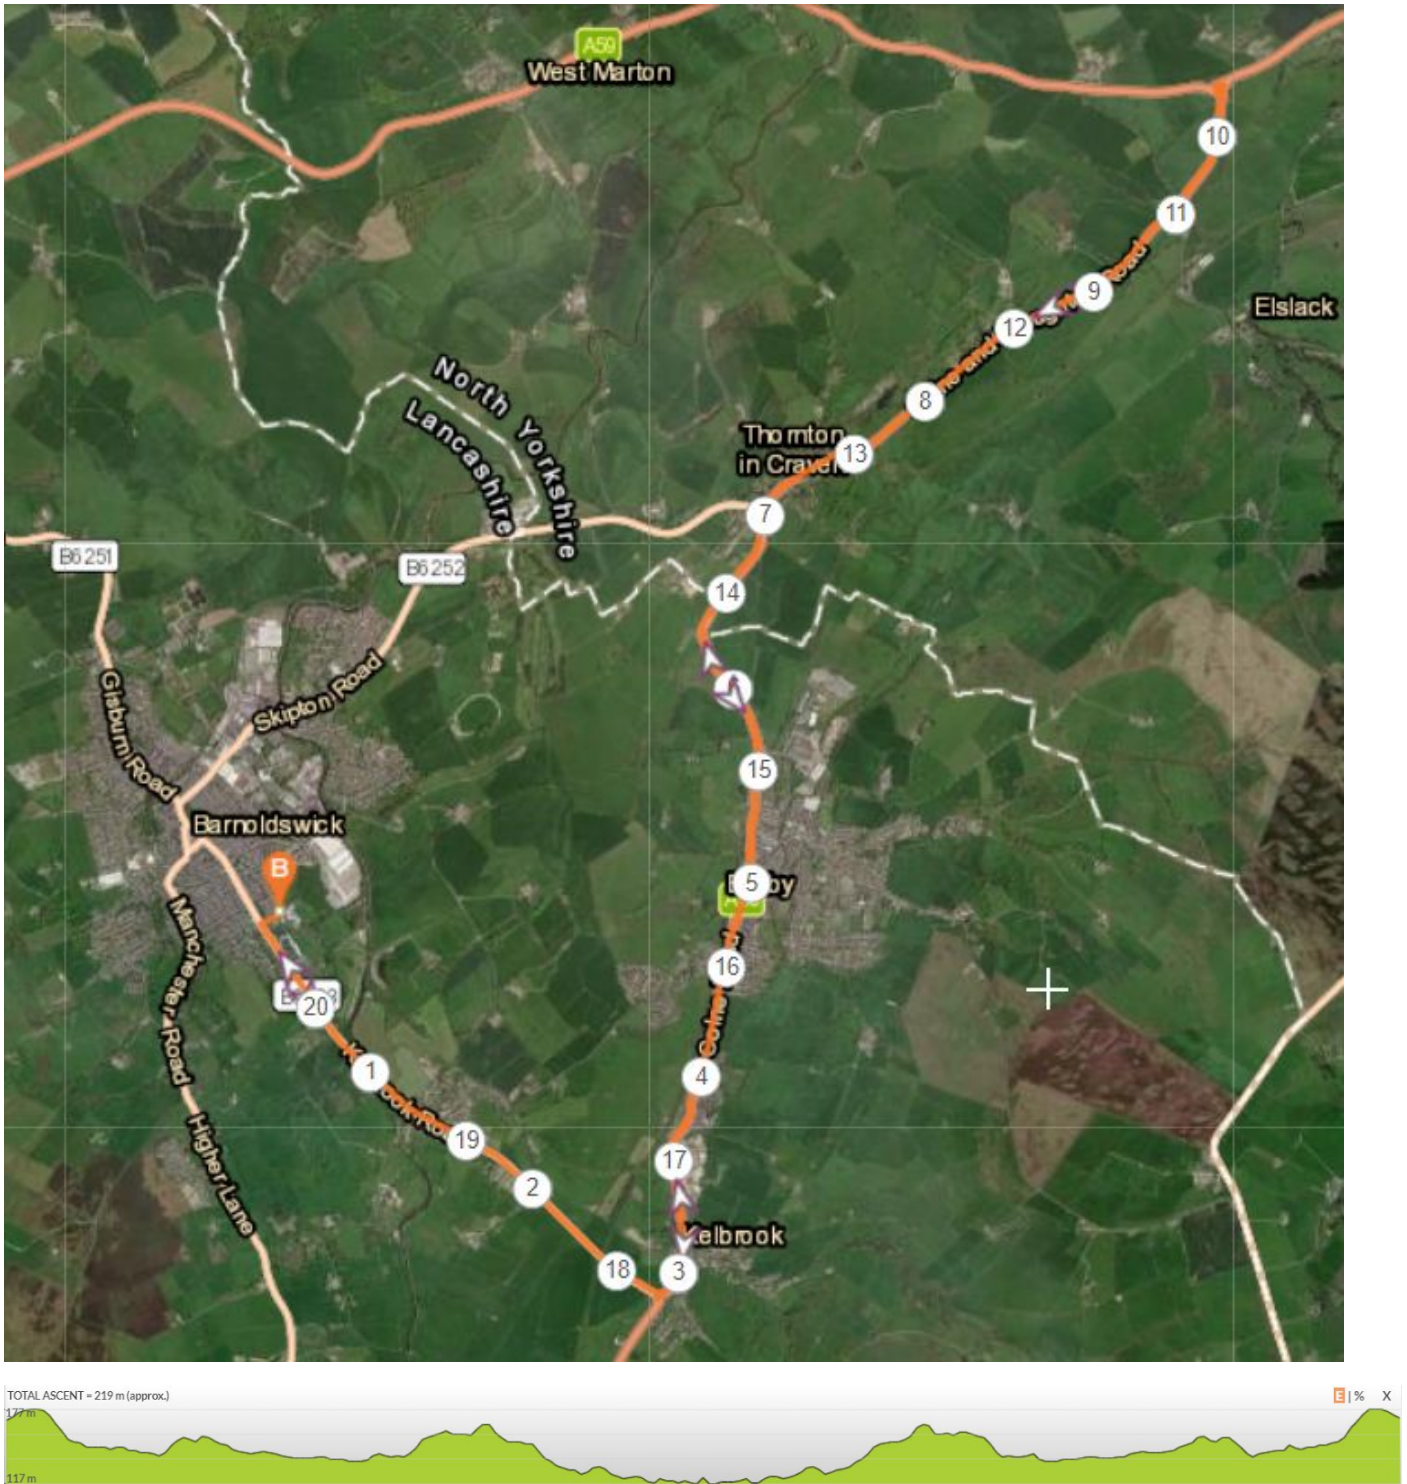 A59
West Marton
10
11
9
Elslack
12
North Yorkshire
Lancashire
8
Thornton
in Craven
13
7
B6251
B6252
14
Skipton Road
Gisburn Road
15
Barnoldswick
B
5
16
Manchester Road
20
Colne
1
4
19
17
Higher Lane
2
Kelbrook
18
3
TOTAL ASCENT = 219 m (approx.)
E | % X
177 m
117 m